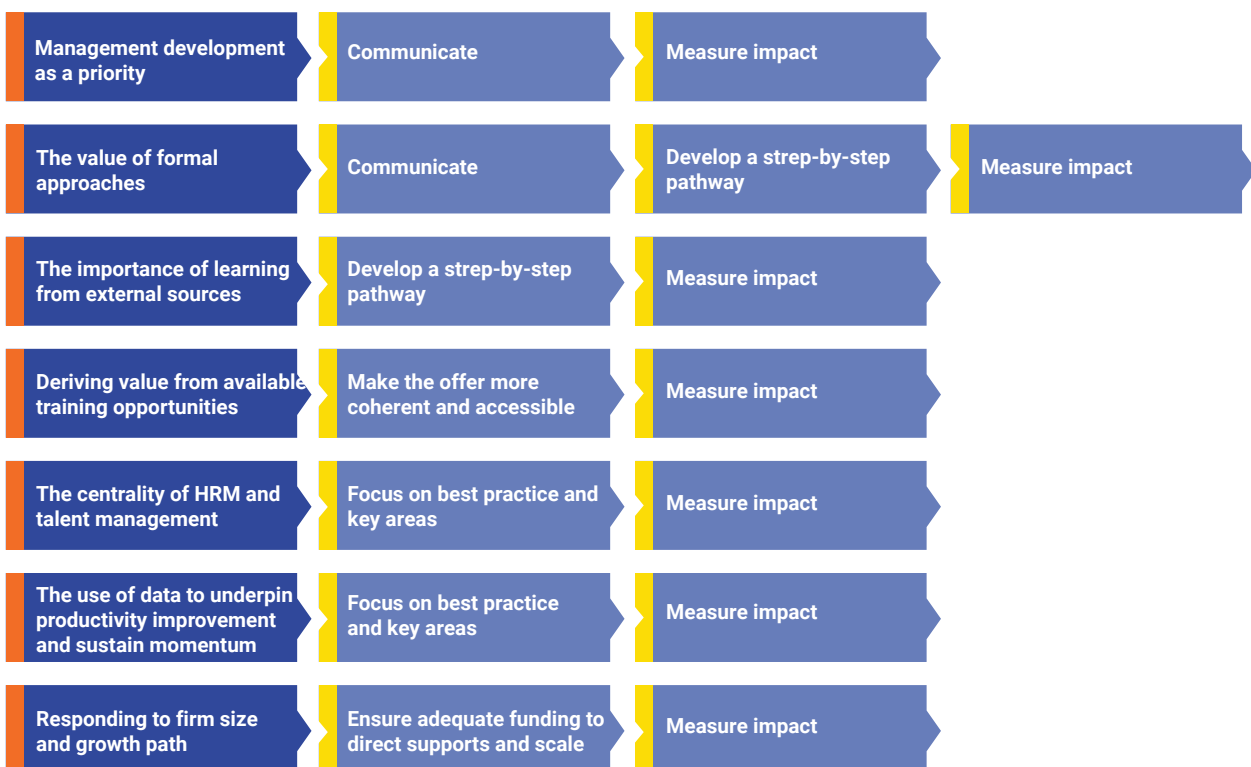 Management development
as a priority
Communicate
Measure impact
The value of formal
approaches
Communicate
Develop a strep-by-step
pathway
Measure impact
The importance of learning
from external sources
Develop a strep-by-step
pathway
Measure impact
Deriving value from available
training opportunities
Make the offer more
coherent and accessible
Measure impact
The centrality of HRM and
talent management
Focus on best practice and
key areas
Measure impact
The use of data to underpin
productivity improvement
and sustain momentum
Focus on best practice
and key areas
Measure impact
Responding to firm size
and growth path
Ensure adequate funding to
direct supports and scale
Measure impact